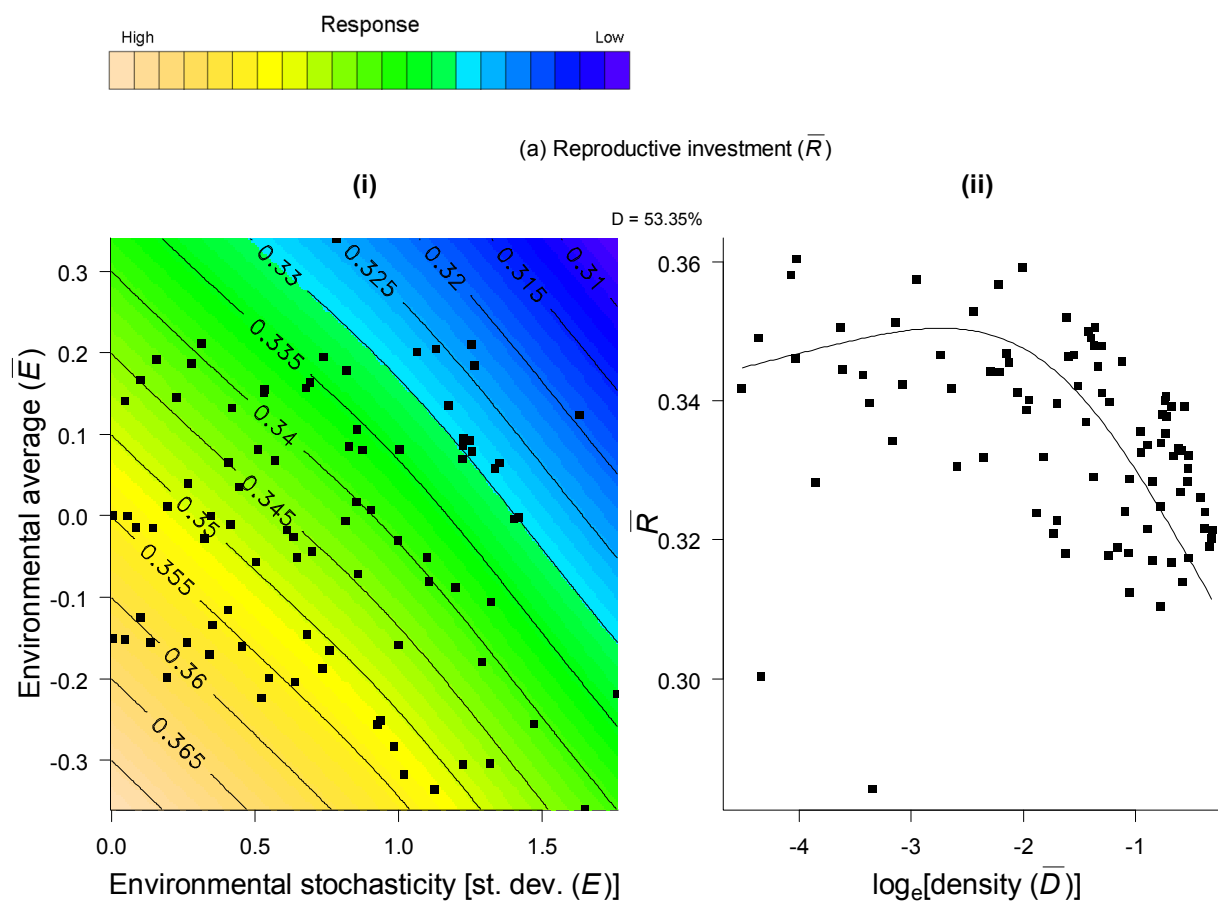 Response
High Low
(a) Reproductive investment (R̅)
(i) (ii)
D = 53.35%
0.3
0.2
0.1
0.0
-0.1
-0.2
-0.3
Environmental average (E̅)
0.33
0.325
0.32
0.315
0.31
0.335
0.34
0.345
0.35
0.355
0.36
0.365
0.0 0.5 1.0 1.5
Environmental stochasticity [st. dev. (E)]
0.36
0.34
0.32
0.30
R̅
-4 -3 -2 -1
logₑ[density (D̅)]